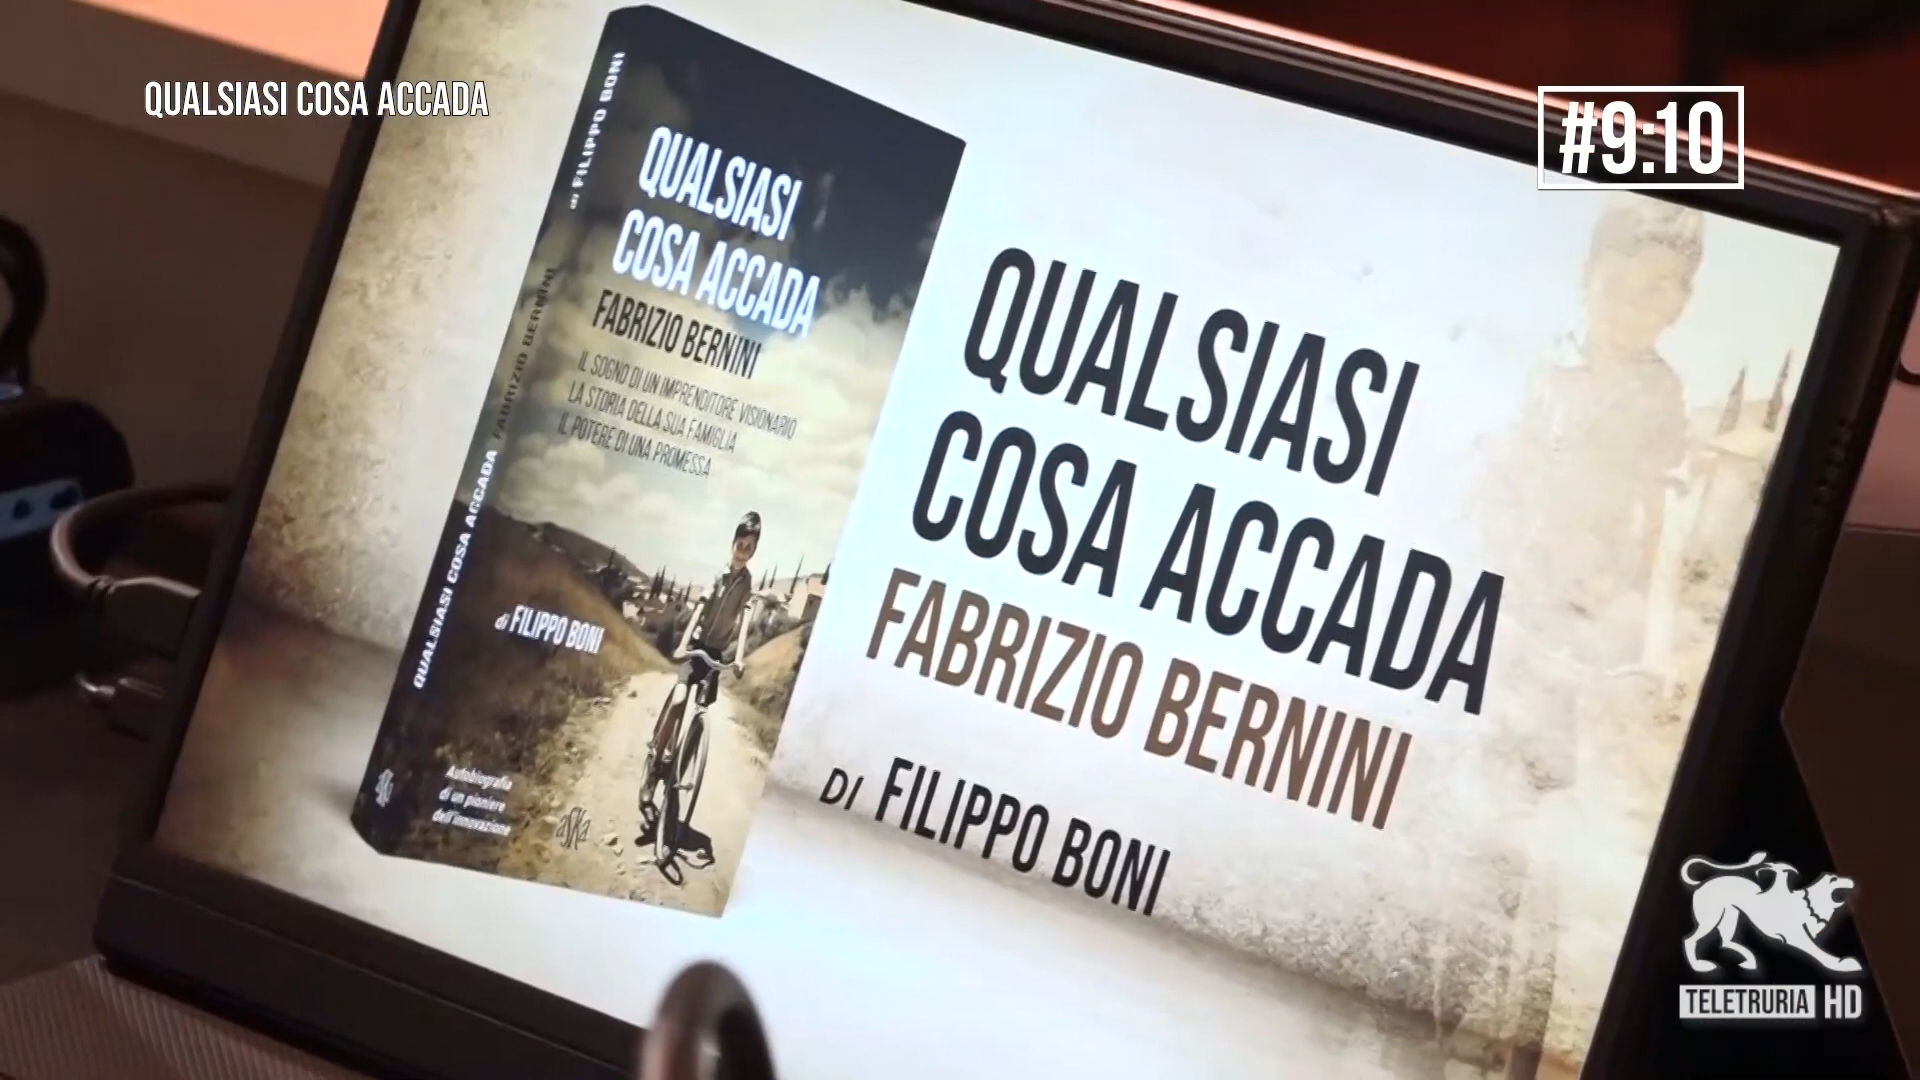 QUALSIASI COSA ACCADA
#9:10
di FILIPPO BONI
QUALSIASI COSA ACCADA FABRIZIO BERNINI
QUALSIASI
COSA ACCADA
FABRIZIO BERNINI
IL SOGNO DI UN IMPRENDITORE VISIONARIO
LA STORIA DELLA SUA FAMIGLIA
IL POTERE DI UNA PROMESSA
di FILIPPO BONI
Autobiografia
di un pioniere
dell'innovazione
aSKa
QUALSIASI
COSA ACCADA
FABRIZIO BERNINI
DI FILIPPO BONI
TELETRURIA HD